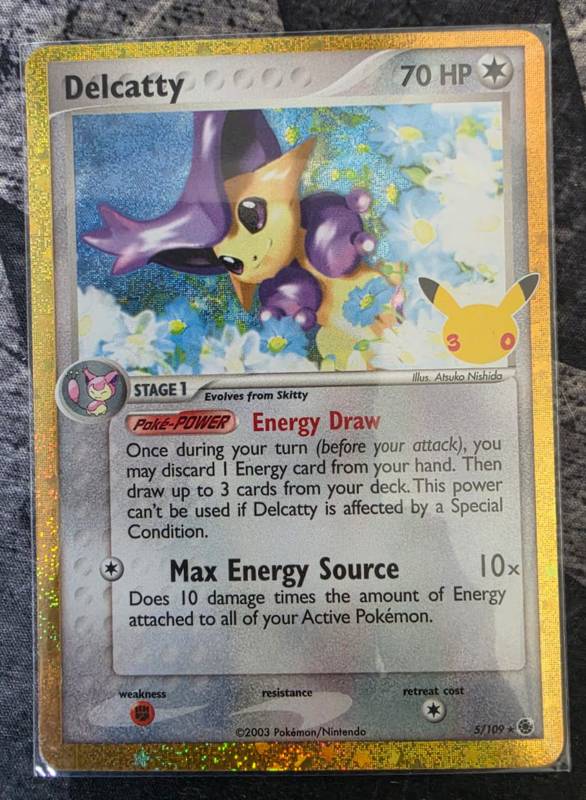 Delcatty
70 HP
30
Illus. Atsuko Nishida
STAGE 1
Evolves from Skitty
Poké-POWER Energy Draw
Once during your turn (before your attack), you
may discard 1 Energy card from your hand. Then
draw up to 3 cards from your deck. This power
can't be used if Delcatty is affected by a Special
Condition.
Max Energy Source 10x
Does 10 damage times the amount of Energy
attached to all of your Active Pokémon.
weakness resistance retreat cost
©2003 Pokémon/Nintendo
5/109 ★